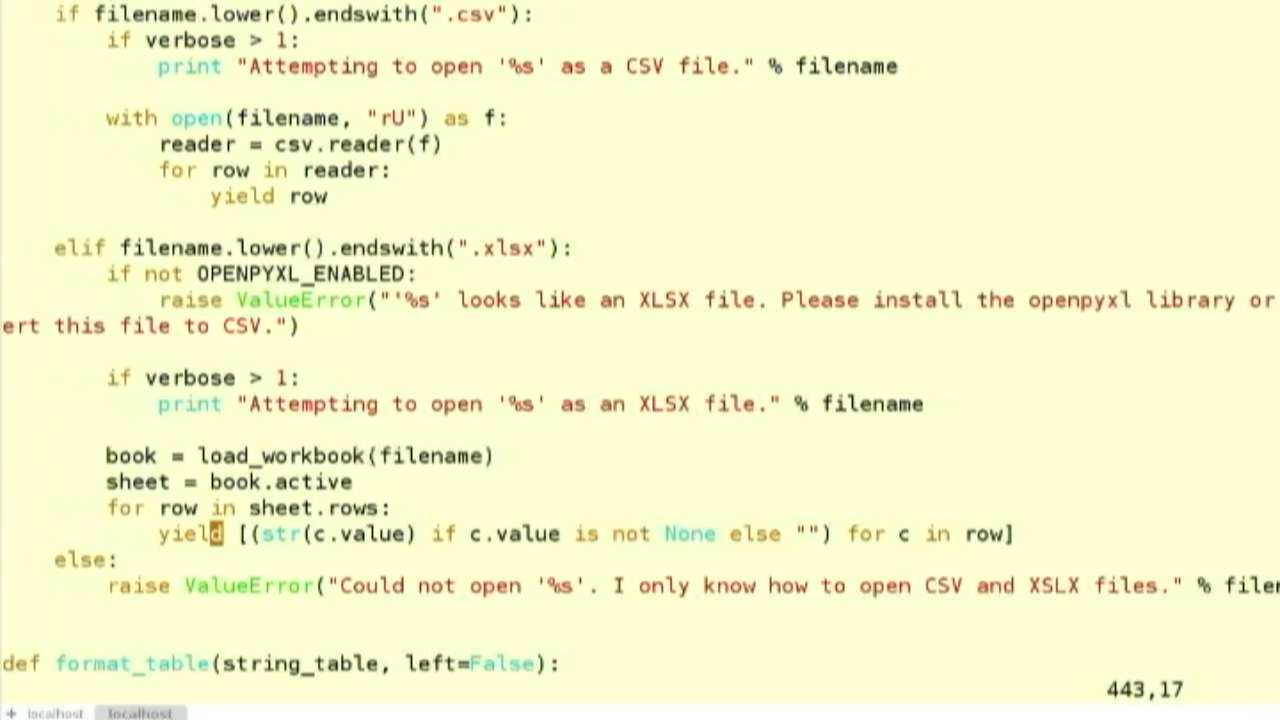 if filename.lower().endswith(".csv"):
if verbose > 1:
print "Attempting to open '%s' as a CSV file." % filename
with open(filename, "rU") as f:
reader = csv.reader(f)
for row in reader:
yield row
elif filename.lower().endswith(".xlsx"):
if not OPENPYXL_ENABLED:
raise ValueError("'%s' looks like an XLSX file. Please install the openpyxl library or
ert this file to CSV.")
if verbose > 1:
print "Attempting to open '%s' as an XLSX file." % filename
book = load_workbook(filename)
sheet = book.active
for row in sheet.rows:
yield [(str(c.value) if c.value is not None else "") for c in row]
else:
raise ValueError("Could not open '%s'. I only know how to open CSV and XSLX files." % filen
def format_table(string_table, left=False):
443,17
+ localhost localhost